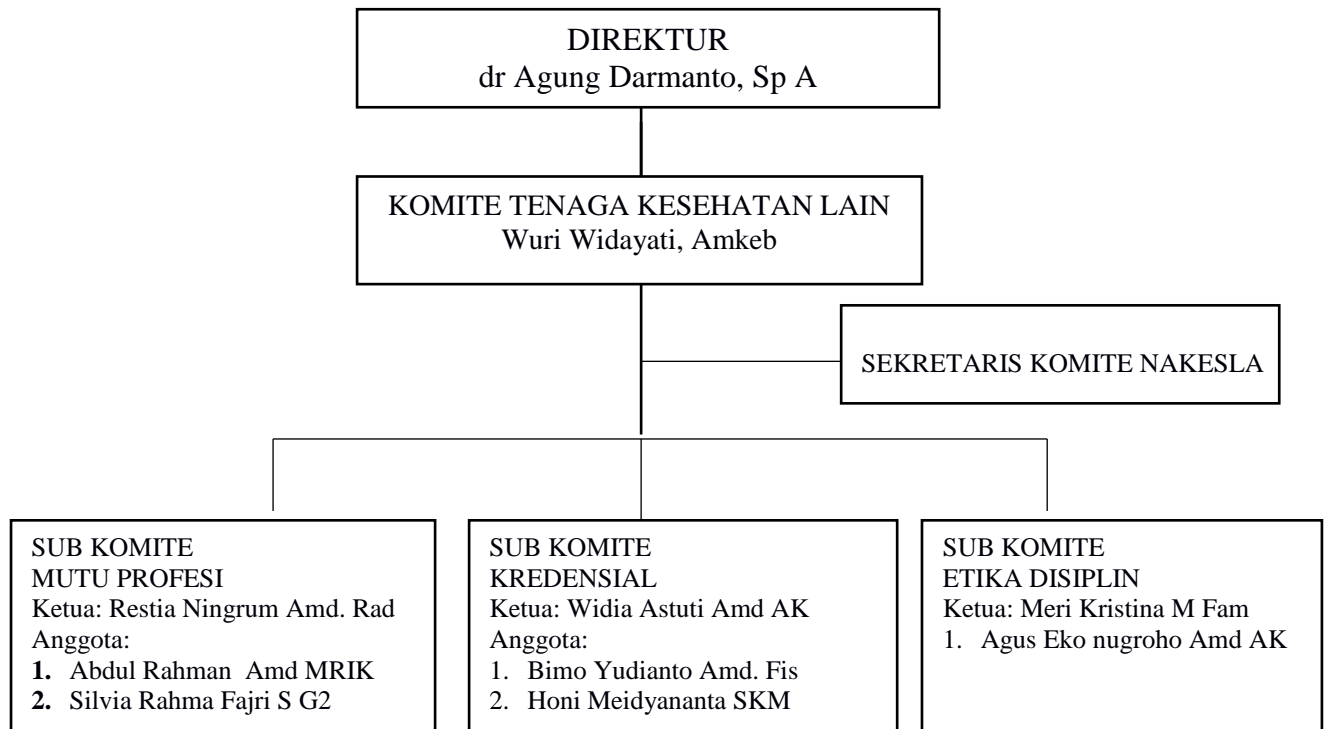 DIREKTUR
dr Agung Darmanto, Sp A
KOMITE TENAGA KESEHATAN LAIN
Wuri Widayati, Amkeb
SEKRETARIS KOMITE NAKESLA
SUB KOMITE
MUTU PROFESI
Ketua: Restia Ningrum Amd. Rad
Anggota:
1. Abdul Rahman Amd MRIK
2. Silvia Rahma Fajri S G2
SUB KOMITE
KREDENSIAL
Ketua: Widia Astuti Amd AK
Anggota:
1. Bimo Yudianto Amd. Fis
2. Honi Meidyananta SKM
SUB KOMITE
ETIKA DISIPLIN
Ketua: Meri Kristina M Fam
1. Agus Eko nugroho Amd AK